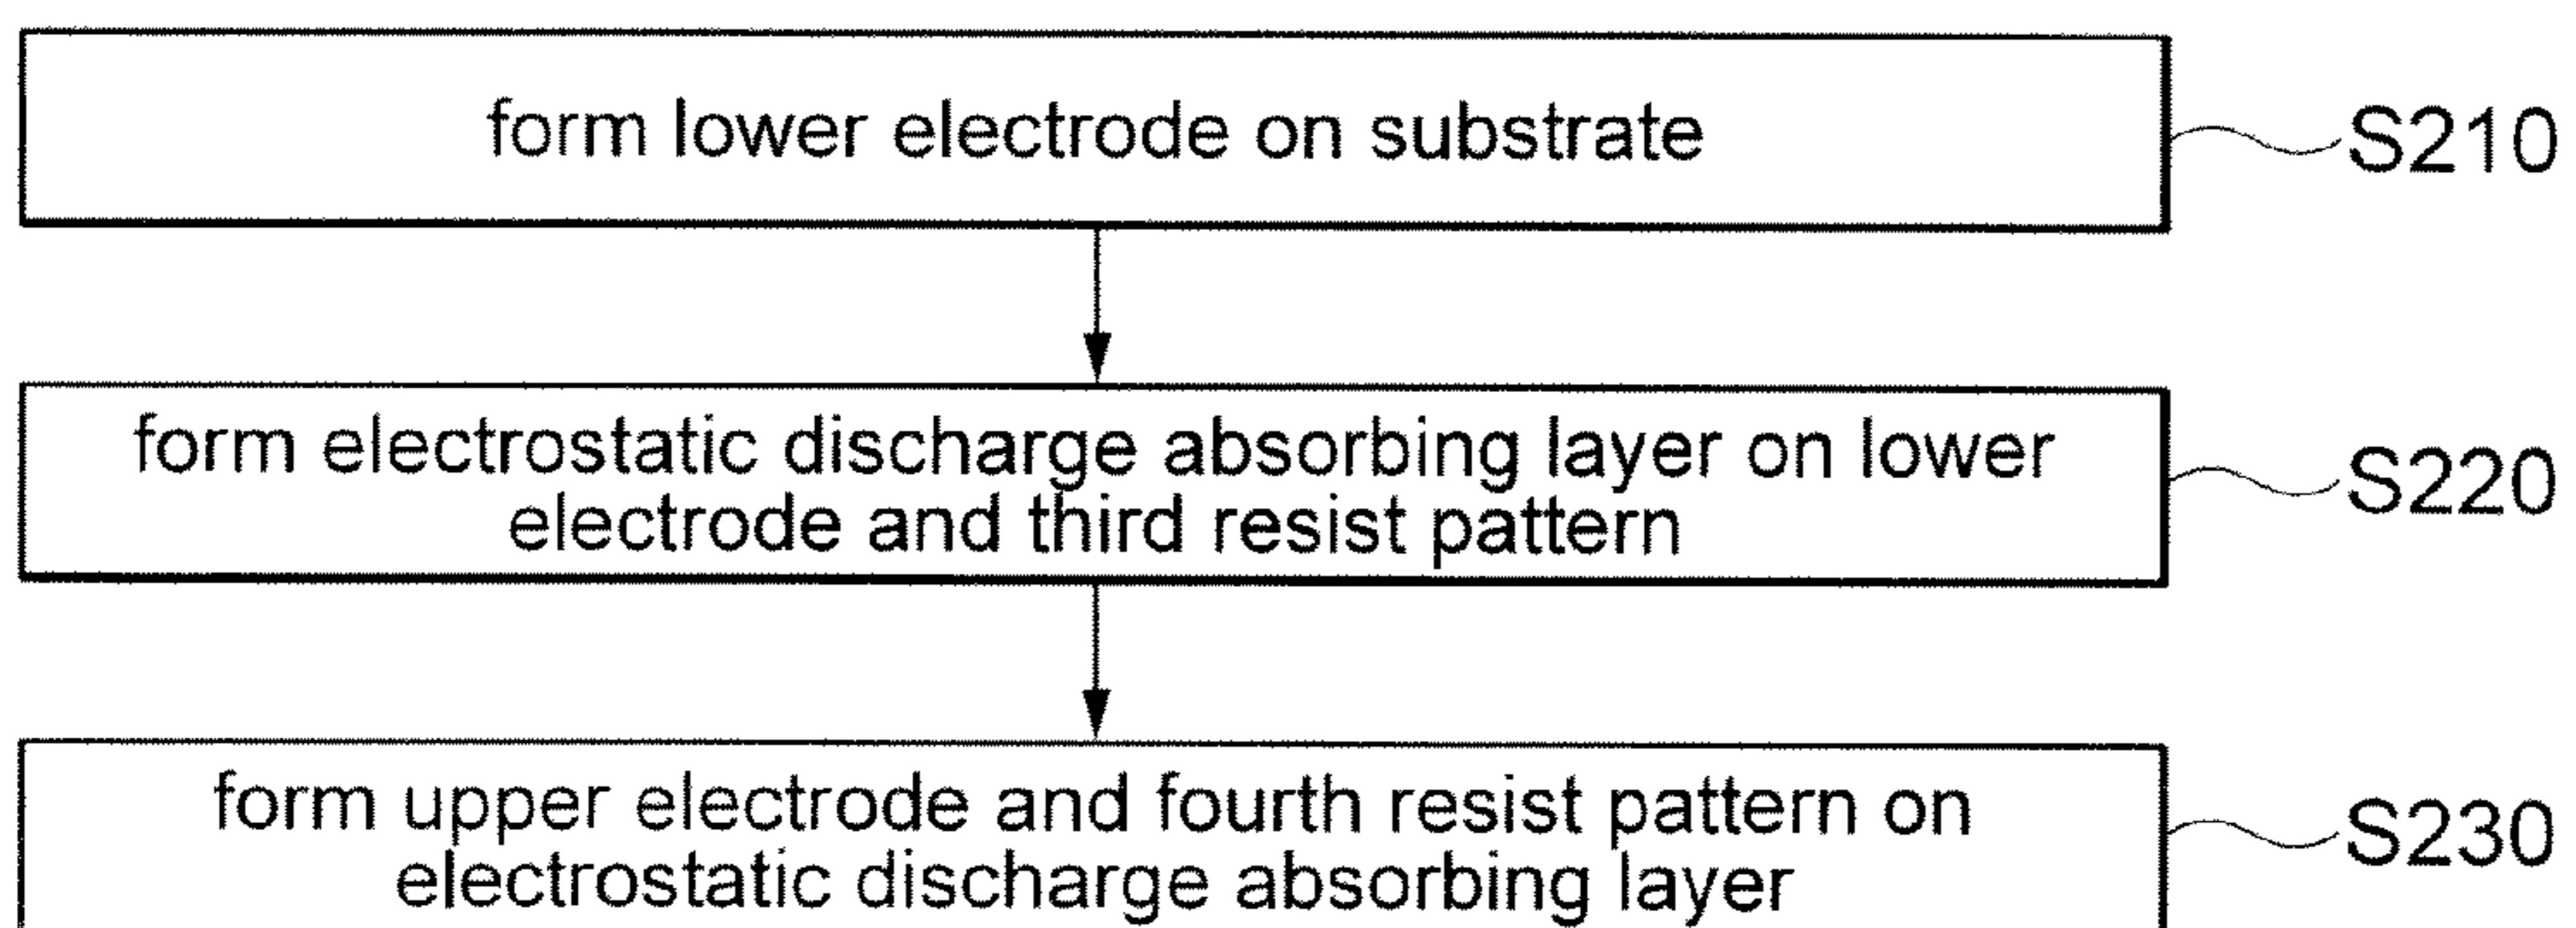 form lower electrode on substrate
S210
form electrostatic discharge absorbing layer on lower
electrode and third resist pattern
S220
form upper electrode and fourth resist pattern on
electrostatic discharge absorbing layer
S230